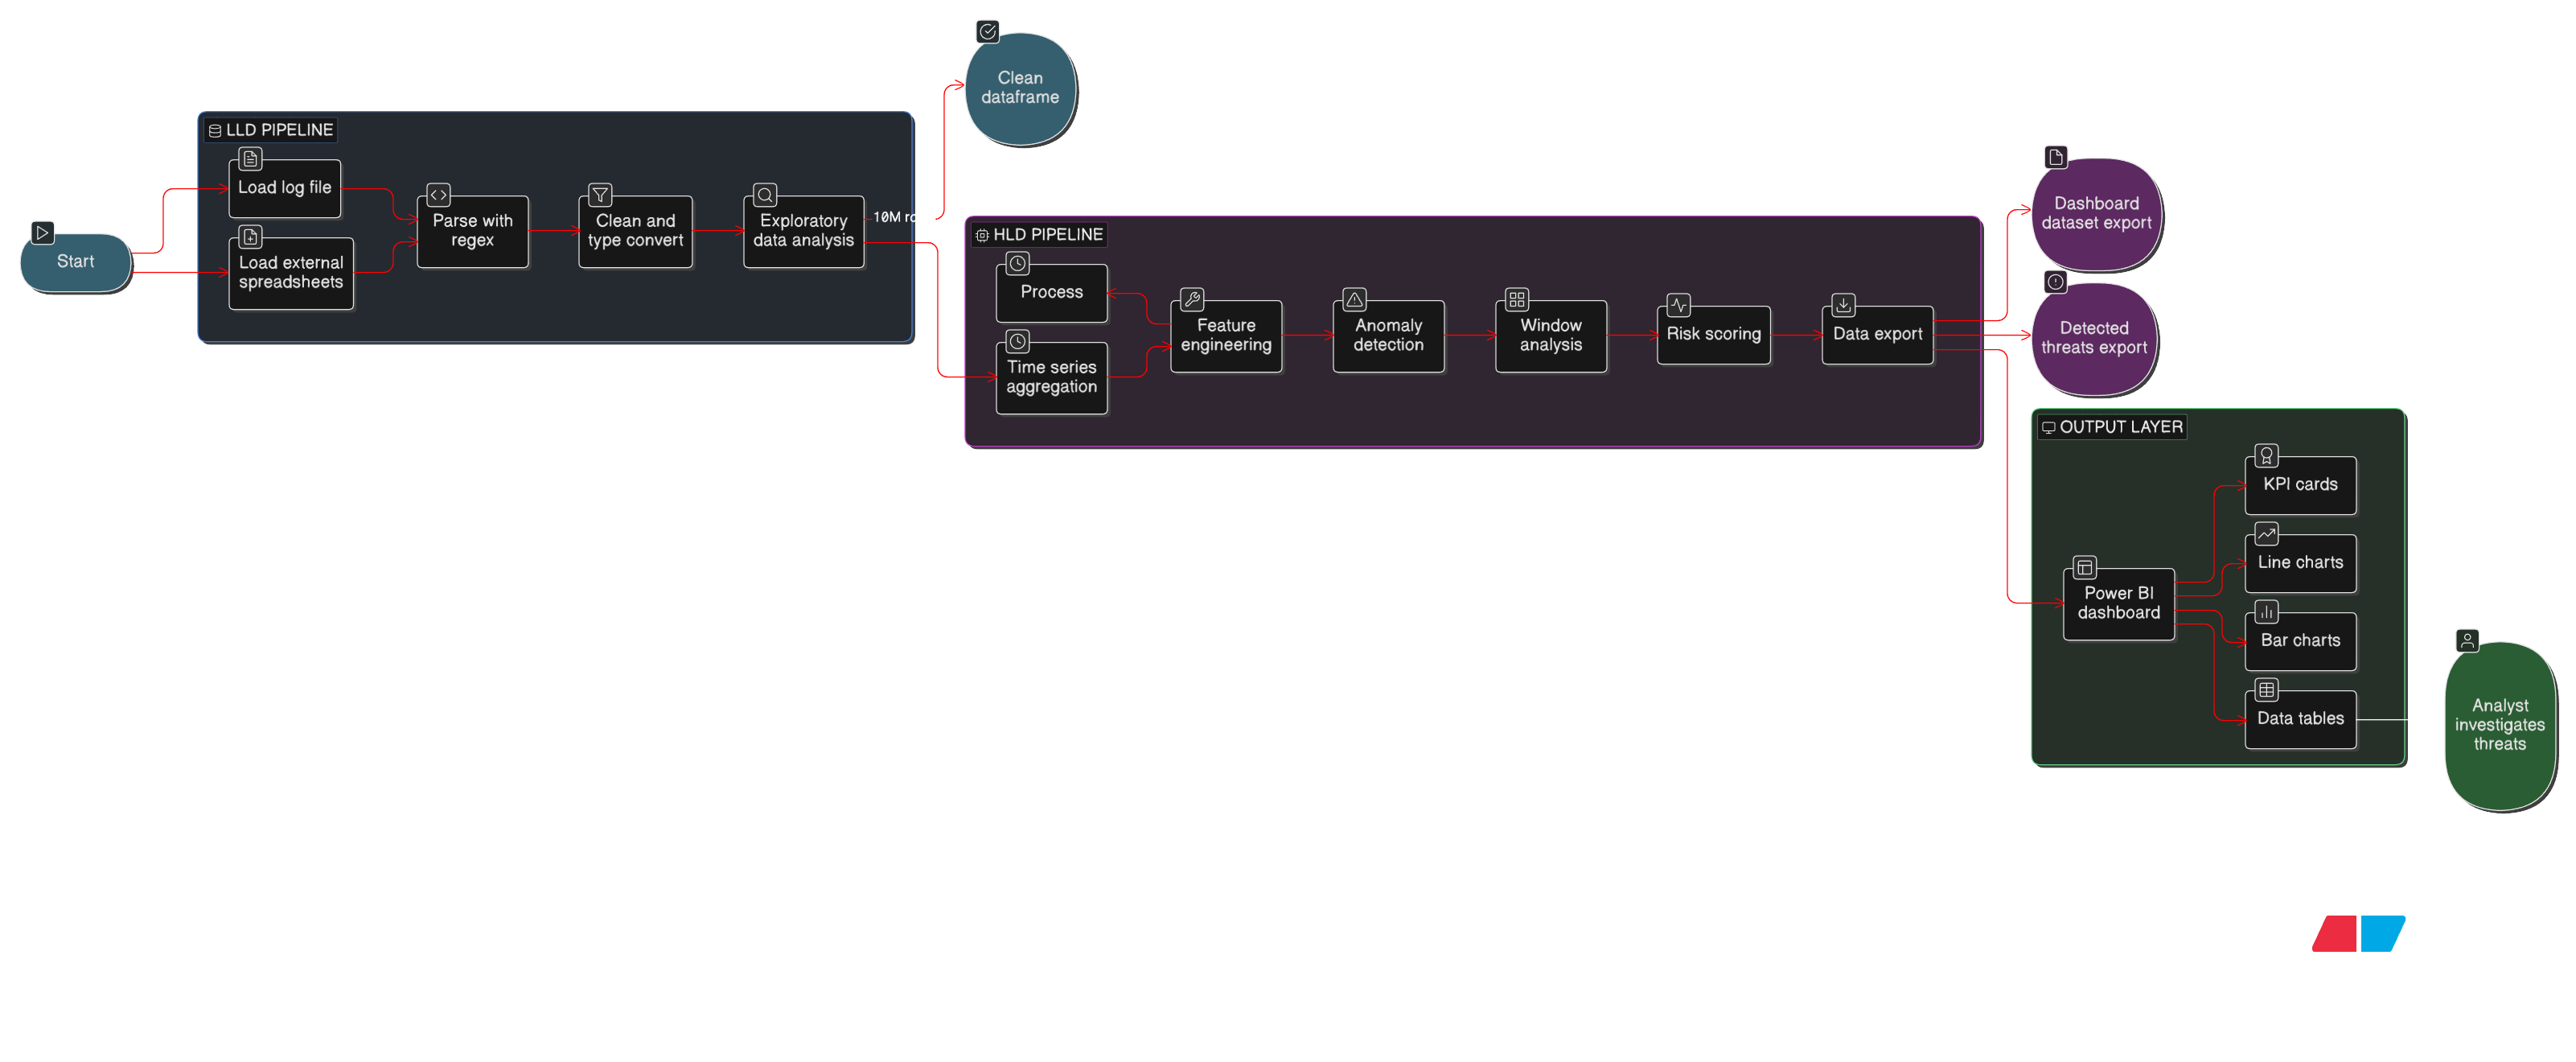 Start
LLD PIPELINE
Load log file
Load external
spreadsheets
Parse with
regex
Clean and
type convert
Exploratory
data analysis
10M
Clean
dataframe
HLD PIPELINE
Process
Time series
aggregation
Feature
engineering
Anomaly
detection
Window
analysis
Risk scoring
Data export
Dashboard
dataset export
Detected
threats export
OUTPUT LAYER
Power BI
dashboard
KPI cards
Line charts
Bar charts
Data tables
Analyst
investigates
threats